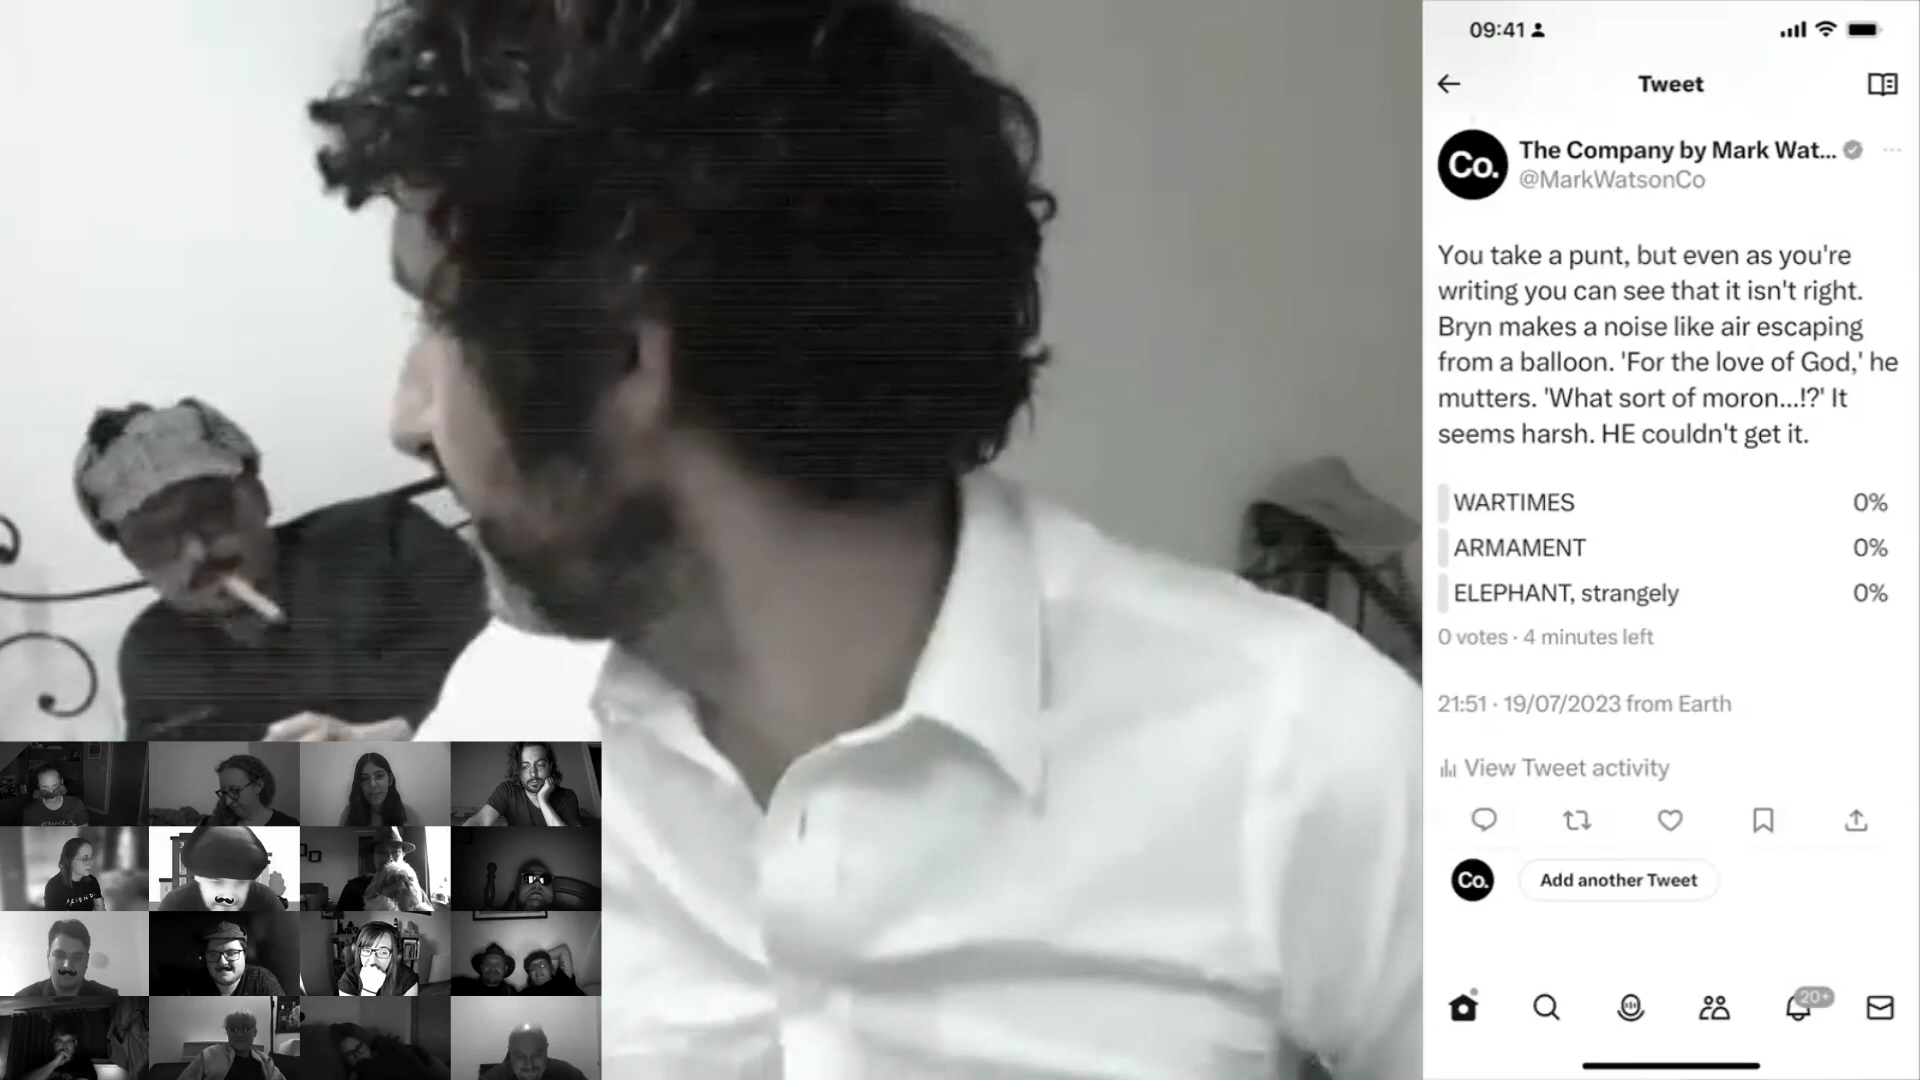 09:41
Tweet
Co.
The Company by Mark Wat...
@MarkWatsonCo
You take a punt, but even as you're
writing you can see that it isn't right.
Bryn makes a noise like air escaping
from a balloon. 'For the love of God,' he
mutters. 'What sort of moron...!?' It
seems harsh. HE couldn't get it.
WARTIMES 0%
ARMAMENT 0%
ELEPHANT, strangely 0%
0 votes · 4 minutes left
21:51 · 19/07/2023 from Earth
View Tweet activity
Co.
Add another Tweet
20+